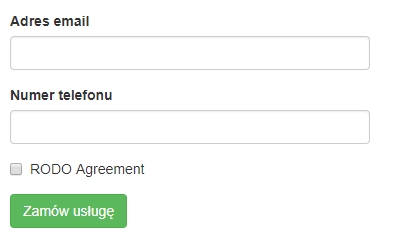 Adres email
Numer telefonu
RODO Agreement
Zamów usługę